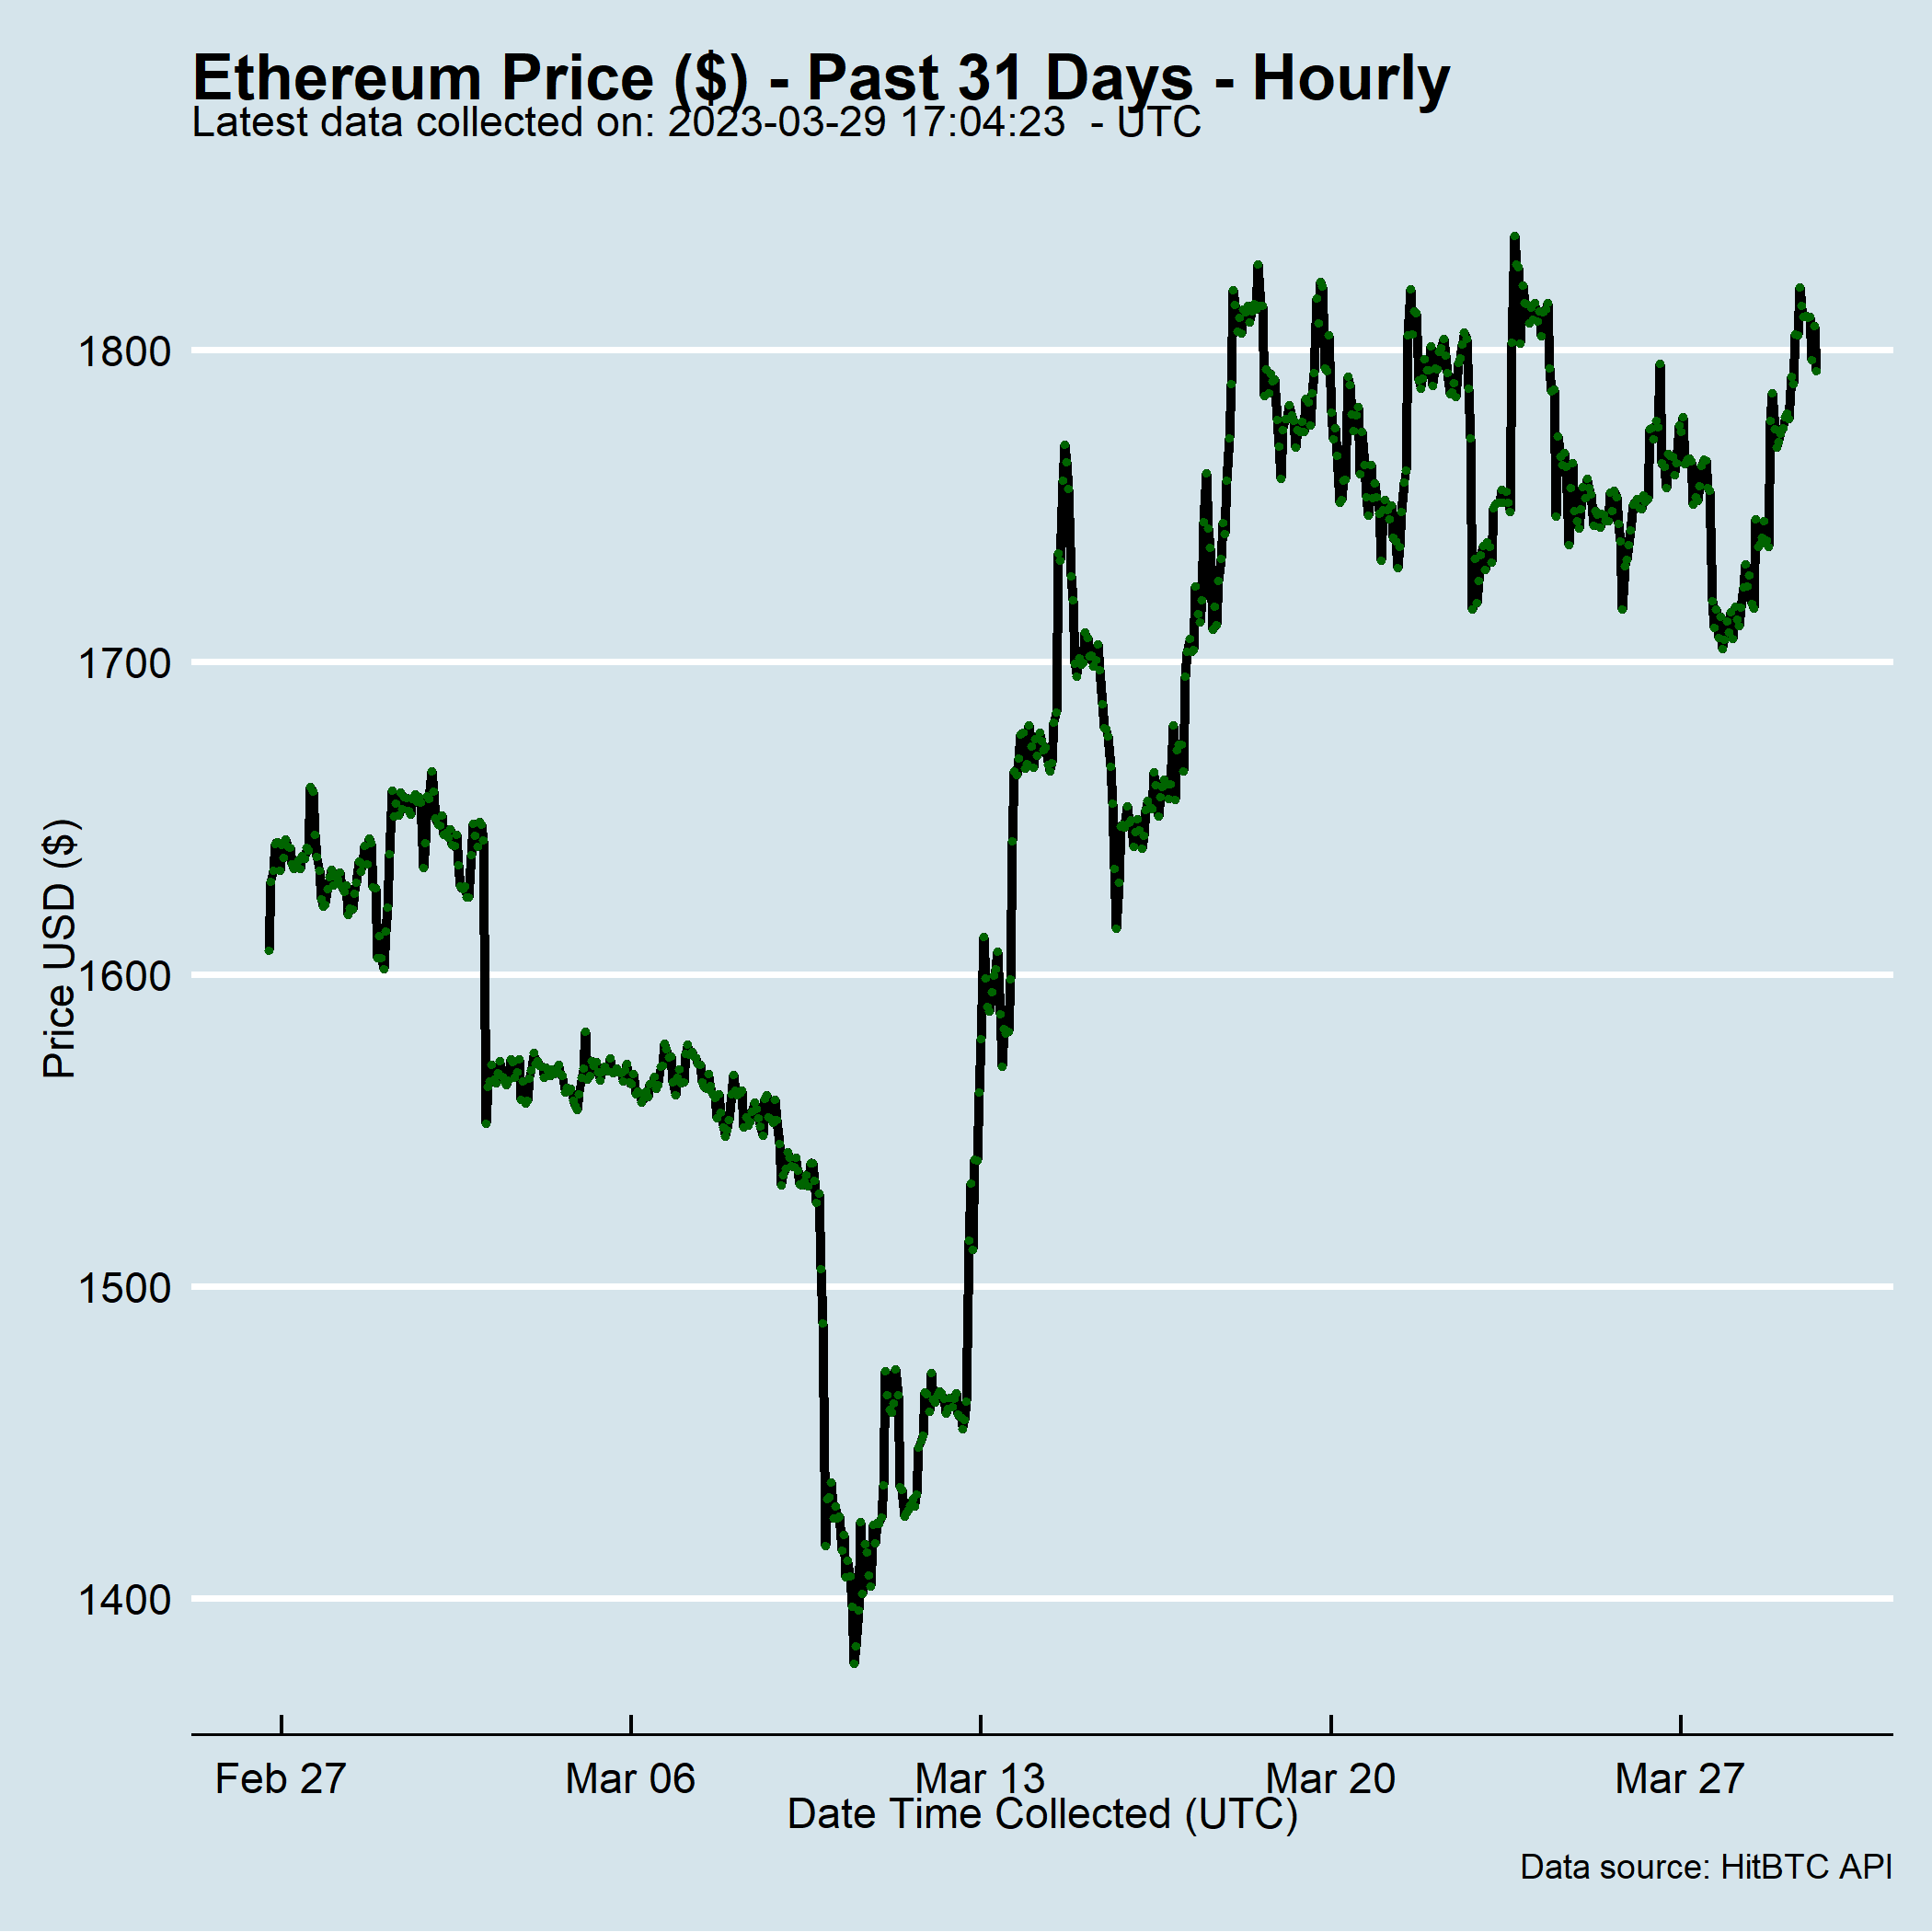 Ethereum Price ($) - Past 31 Days - Hourly
Latest data collected on: 2023-03-29 17:04:23  - UTC
Price USD ($)
1800
1700
1600
1500
1400
Feb 27
Mar 06
Mar 13
Mar 20
Mar 27
Date Time Collected (UTC)
Data source: HitBTC API